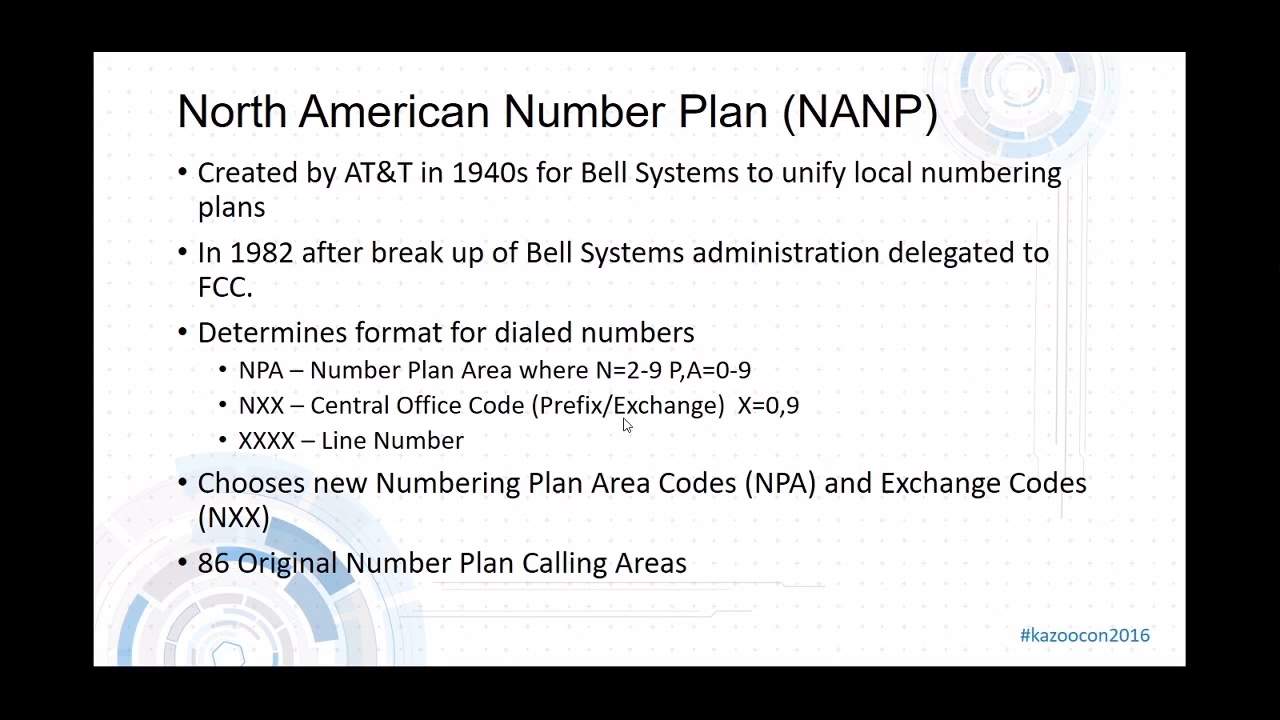 North American Number Plan (NANP)
• Created by AT&T in 1940s for Bell Systems to unify local numbering
plans
• In 1982 after break up of Bell Systems administration delegated to
FCC.
• Determines format for dialed numbers
• NPA – Number Plan Area where N=2-9 P,A=0-9
• NXX – Central Office Code (Prefix/Exchange)  X=0,9
• XXXX – Line Number
• Chooses new Numbering Plan Area Codes (NPA) and Exchange Codes
(NXX)
• 86 Original Number Plan Calling Areas
#kazoocon2016